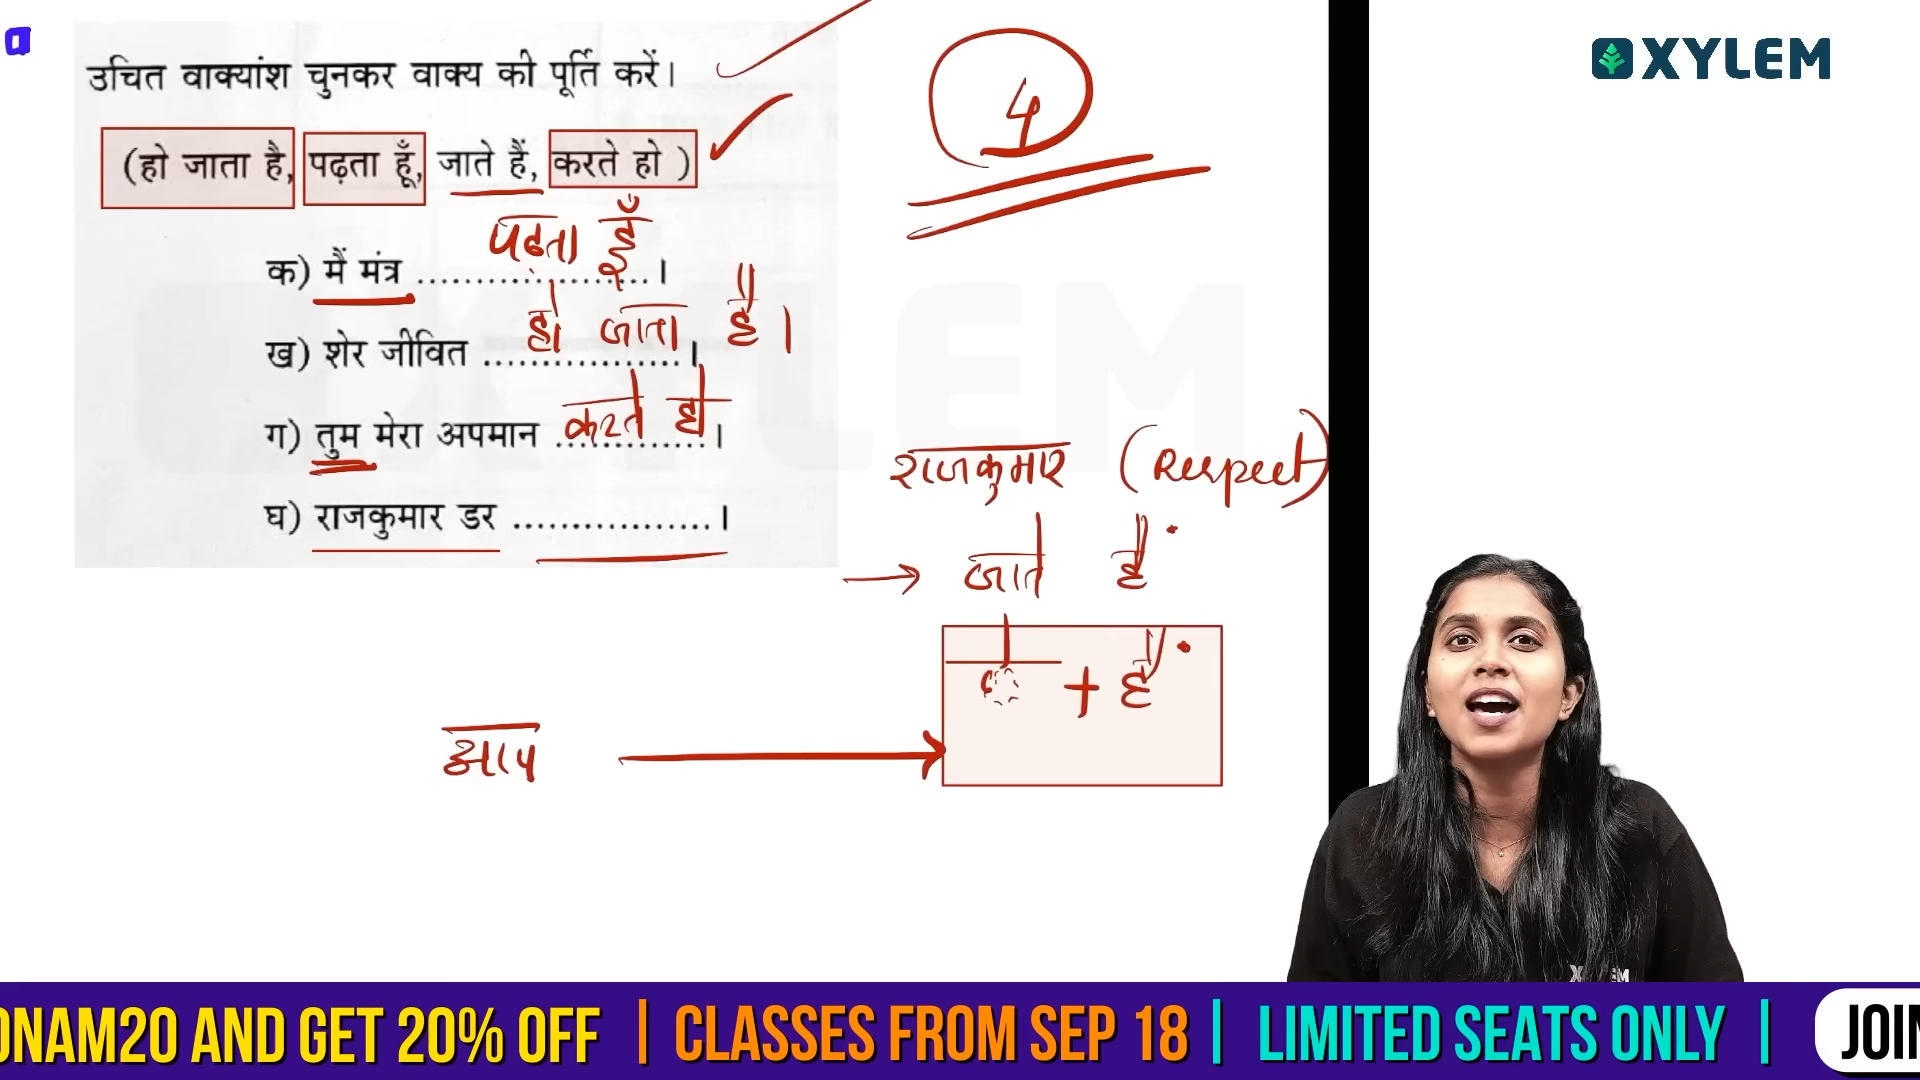 a
XYLEM
उचित वाक्यांश चुनकर वाक्य की पूर्ति करें।
4
(हो जाता है, पढ़ता हूँ, जाते हैं, करते हो )
पढ़ता हूँ
क) मैं मंत्र .....................।
हो जाता है।
ख) शेर जीवित ..................।
करते हो
ग) तुम मेरा अपमान ..............।
राजकुमार (Respect)
घ) राजकुमार डर ..................।
→ जाते हैं
े + हैं
आप
XYLEM
ONAM20 AND GET 20% OFF | CLASSES FROM SEP 18 | LIMITED SEATS ONLY | JOIN